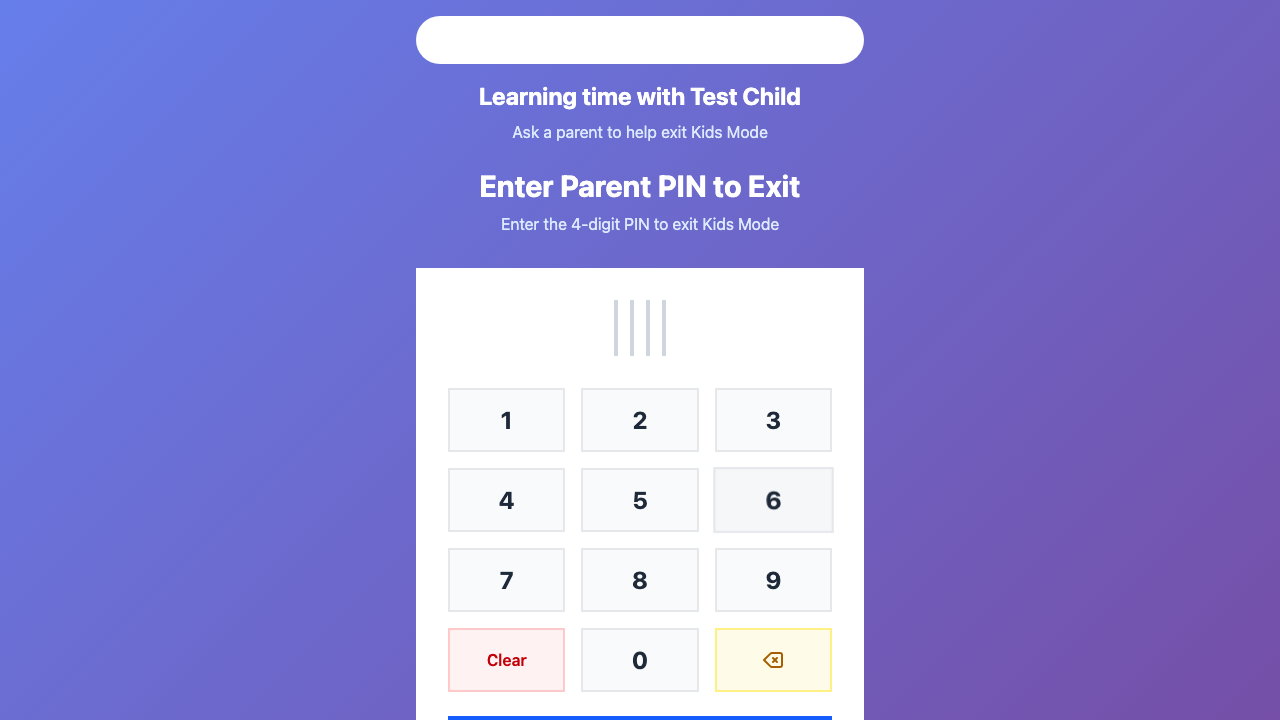 Learning time with Test Child
Ask a parent to help exit Kids Mode
Enter Parent PIN to Exit
Enter the 4-digit PIN to exit Kids Mode
1 2 3
4 5 6
7 8 9
Clear 0